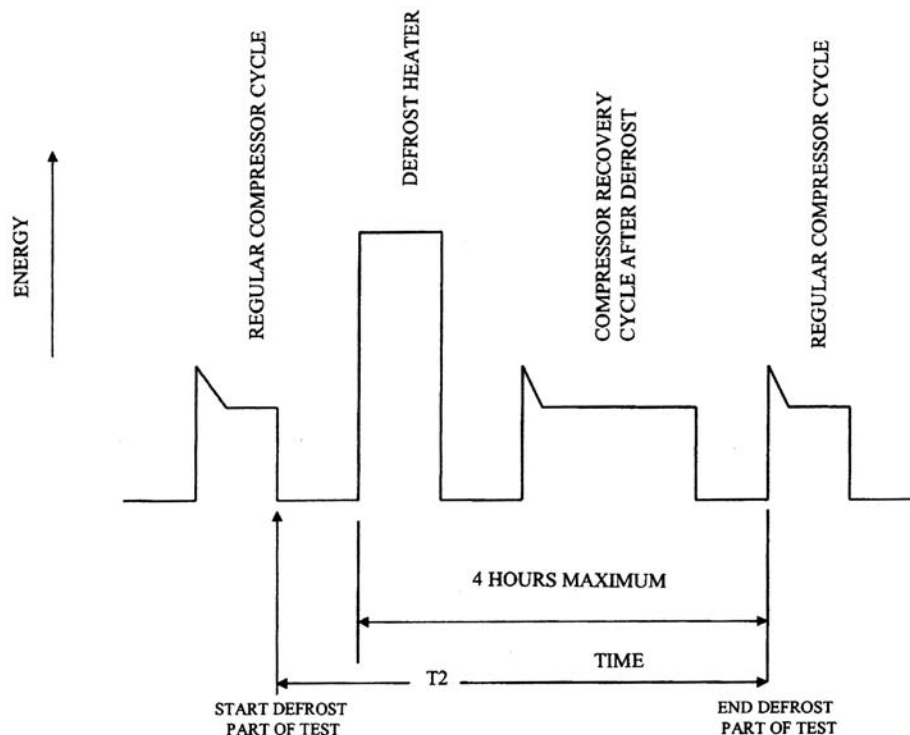 REGULAR COMPRESSOR CYCLE
DEFROST HEATER
COMPRESSOR RECOVERY
CYCLE AFTER DEFROST
REGULAR COMPRESSOR CYCLE
ENERGY
4 HOURS MAXIMUM
TIME
T2
START DEFROST
PART OF TEST
END DEFROST
PART OF TEST